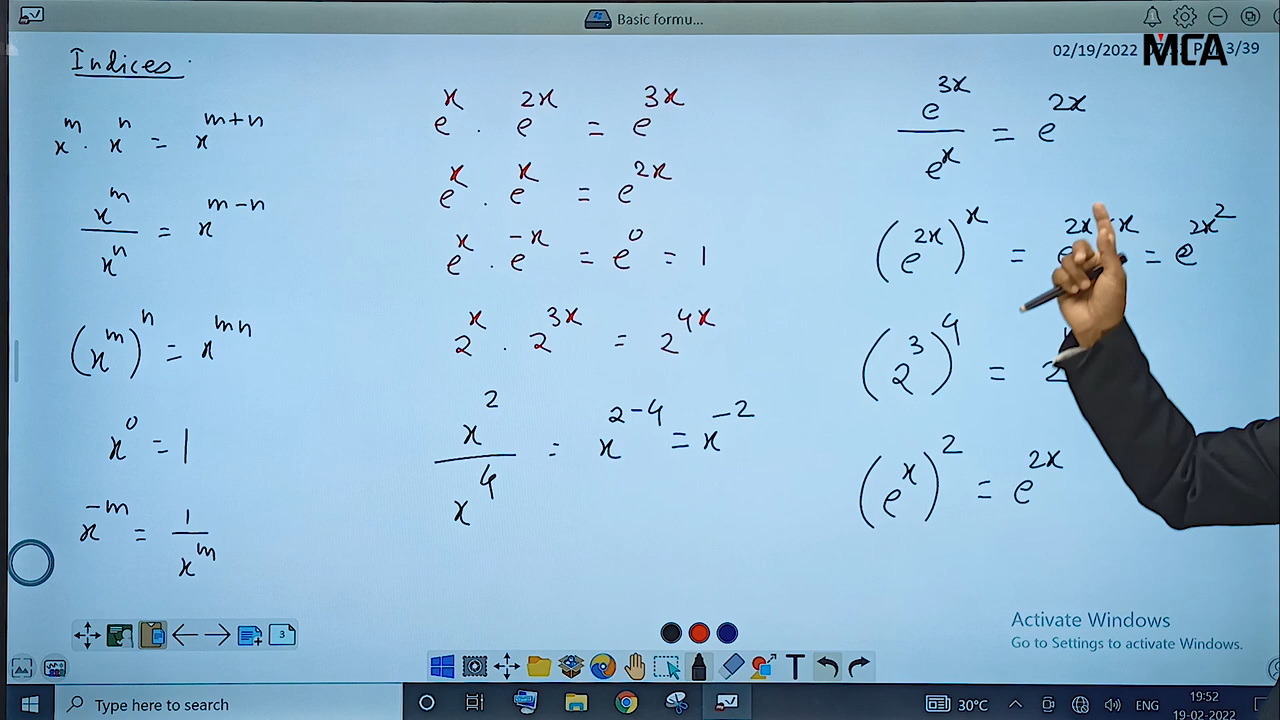 Basic formu...
02/19/2022
3/39
MCA
Indices
x^m . x^n = x^{m+n}
x^m / x^n = x^{m-n}
(x^m)^n = x^{mn}
x^0 = 1
x^{-m} = 1 / x^m
e^x . e^{2x} = e^{3x}
e^x . e^x = e^{2x}
e^x . e^{-x} = e^0 = 1
2^x . 2^{3x} = 2^{4x}
x^2 / x^4 = x^{2-4} = x^{-2}
e^{3x} / e^x = e^{2x}
(e^{2x})^x = e^{2x x} = e^{2x^2}
(2^3)^4 = 2
(e^x)^2 = e^{2x}
Activate Windows
Go to Settings to activate Windows.
3
T
Type here to search
30°C
ENG
19:52
19-02-2022